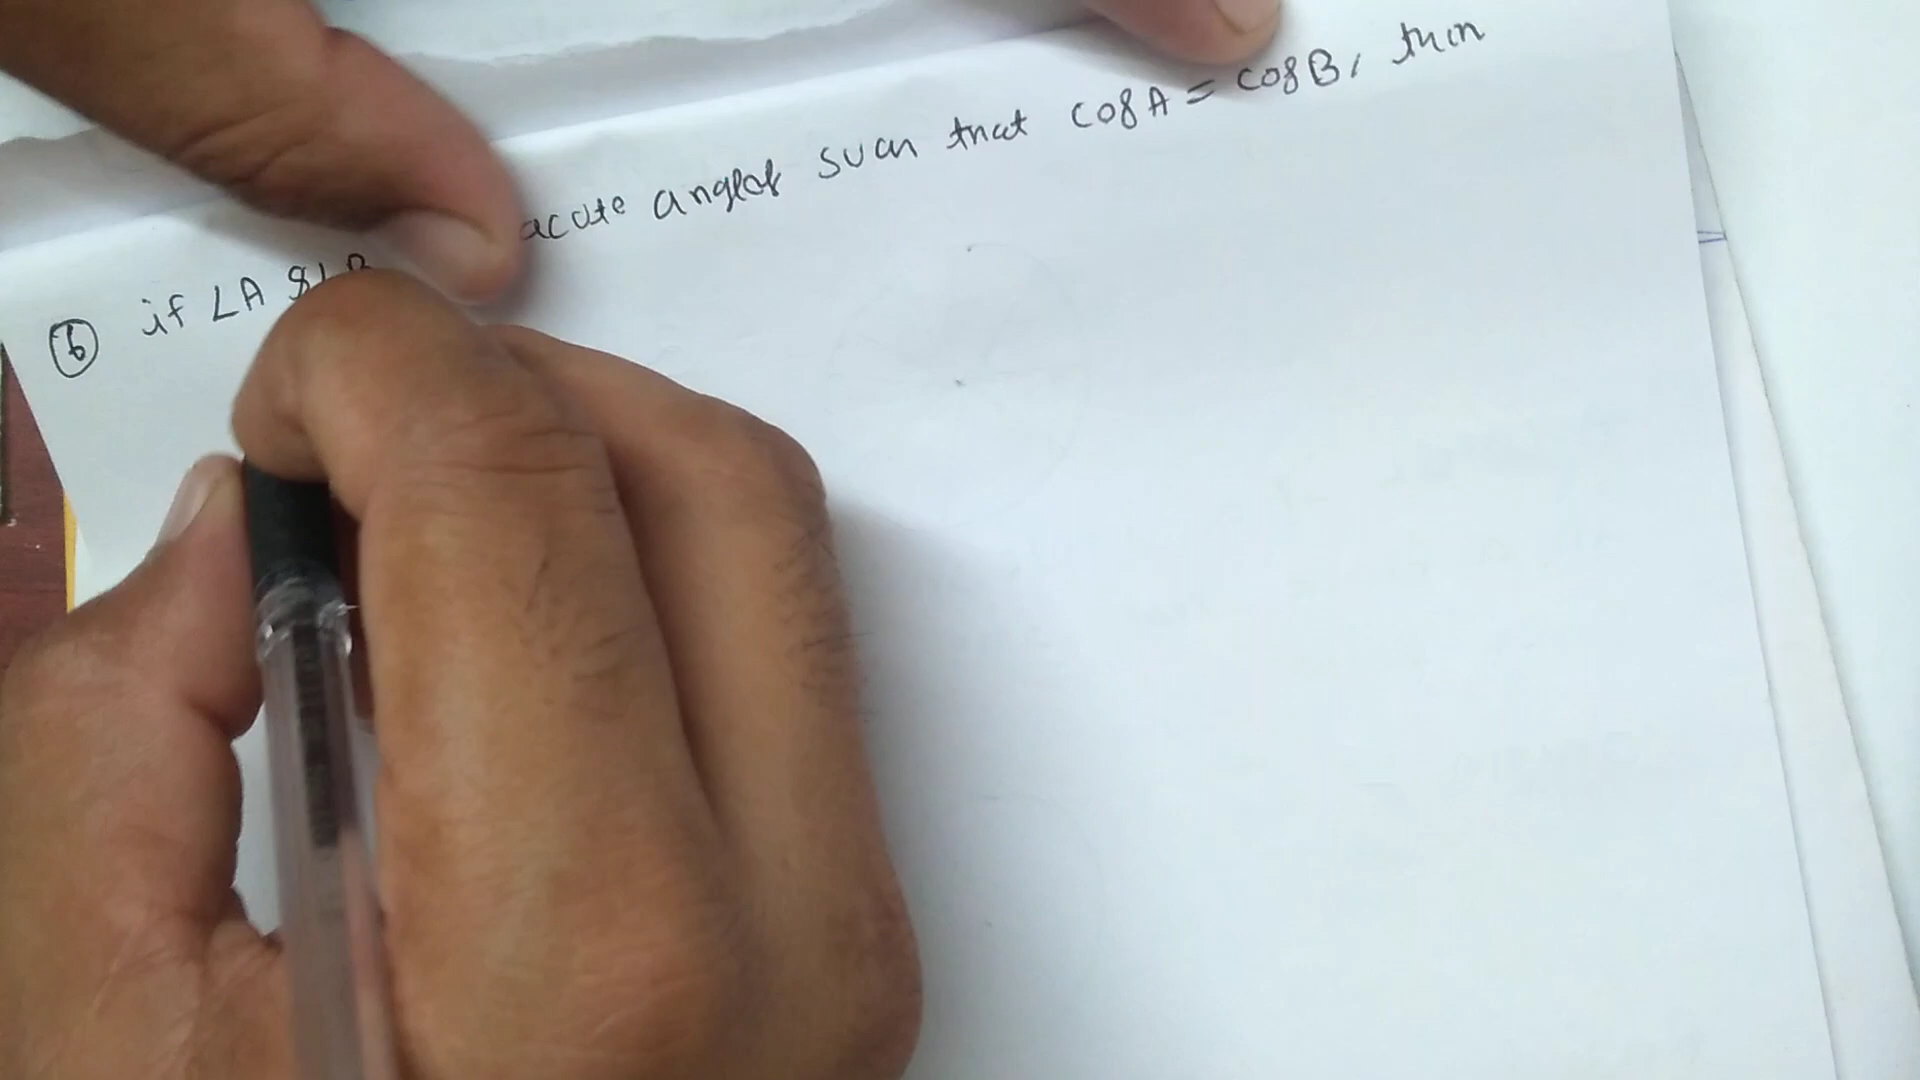 6 if ∠A & ∠B acute angles such that cos A = cos B, then